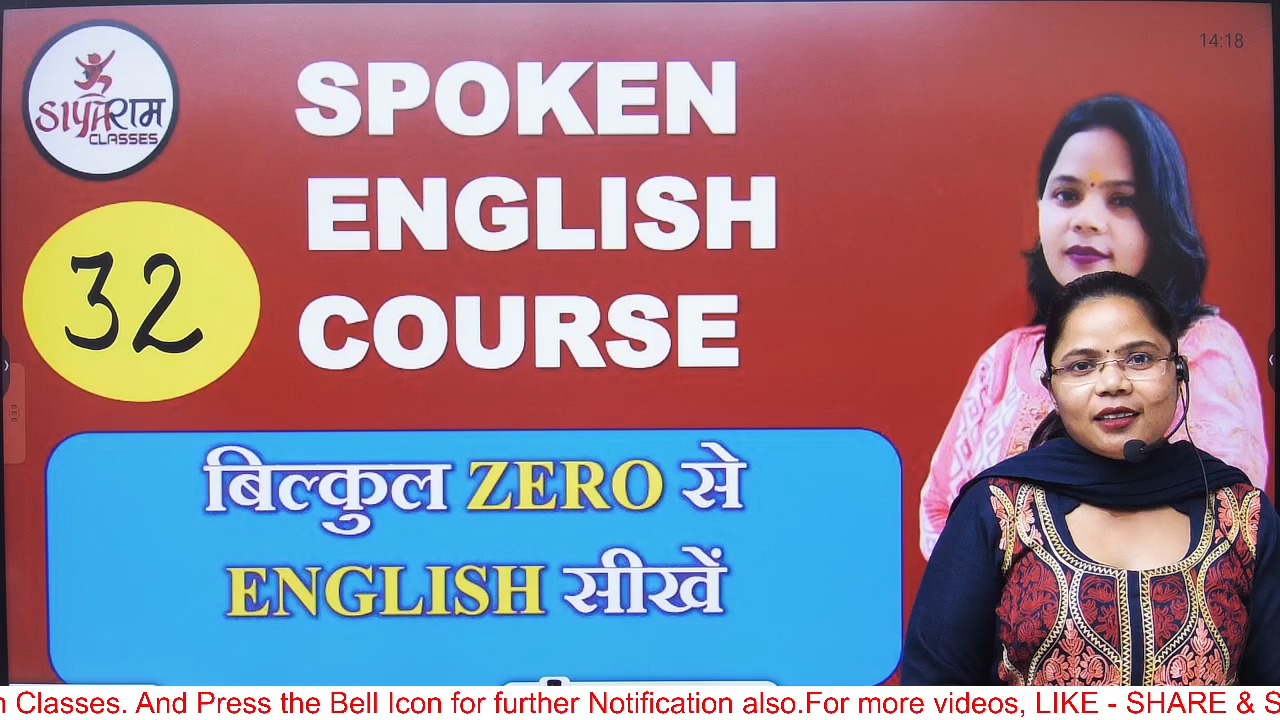 14:18
SIYAराम
CLASSES
SPOKEN
ENGLISH
COURSE
32
बिल्कुल ZERO से
ENGLISH सीखें
Classes. And Press the Bell Icon for further Notification also.For more videos, LIKE - SHARE &